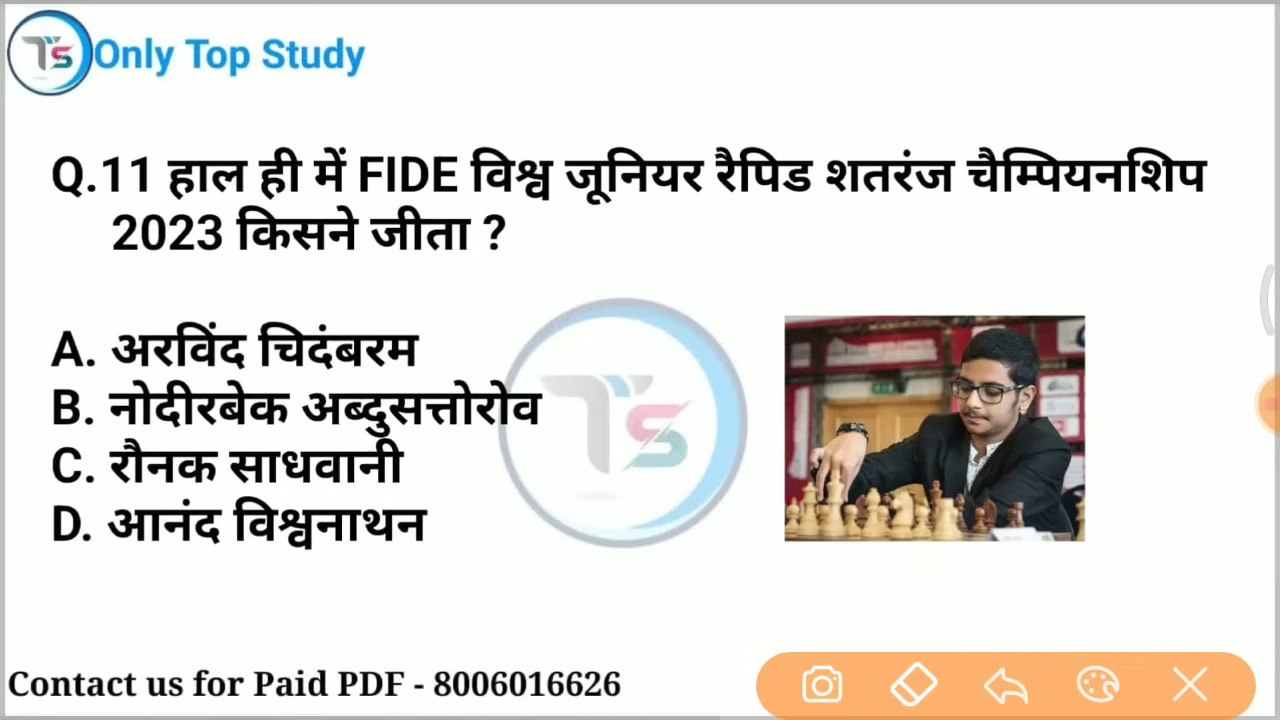 Only Top Study
Q.11 हाल ही में FIDE विश्व जूनियर रैपिड शतरंज चैम्पियनशिप
2023 किसने जीता ?
A. अरविंद चिदंबरम
B. नोदीरबेक अब्दुसत्तोरोव
C. रौनक साधवानी
D. आनंद विश्वनाथन
TS
Contact us for Paid PDF - 8006016626